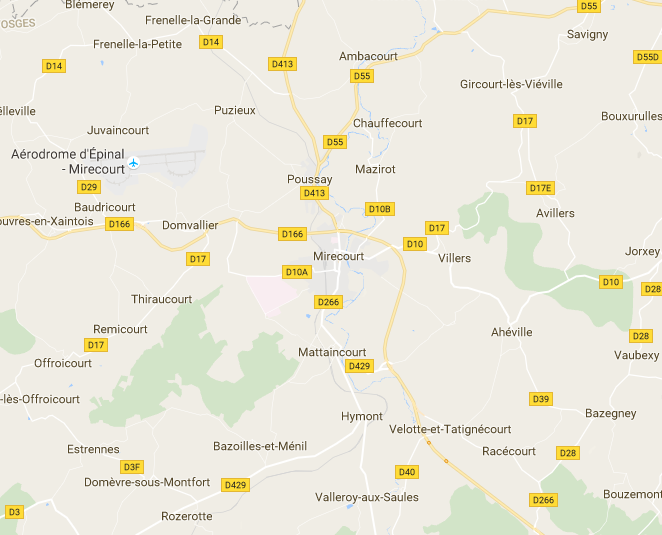 Blémerey
Frenelle-la-Grande
D55
OSGES
Savigny
D14
Frenelle-la-Petite
Ambacourt
D55D
D14
D413
D55
Gircourt-lès-Viéville
elleville
Puzieux
Bouxurulles
Chauffecourt
D17
Juvaincourt
D55
Aérodrome d'Épinal
- Mirecourt
Mazirot
Poussay
D29
D413
D17E
Baudricourt
D10B
Avillers
ouvres-en-Xaintois
D166
Domvallier
D166
D17
D10
Jorxey
Mirecourt
Villers
D17
D10A
D10
D28
Thiraucourt
D266
Remicourt
Ahéville
D28
D17
Mattaincourt
Vaubexy
Offroicourt
D429
-lès-Offroicourt
D39
Hymont
Bazegney
Velotte-et-Tatignécourt
Estrennes
Bazoilles-et-Ménil
Racécourt
D28
D3F
Domèvre-sous-Montfort
D429
D40
Valleroy-aux-Saules
D266
Bouzemont
D3
Rozerotte